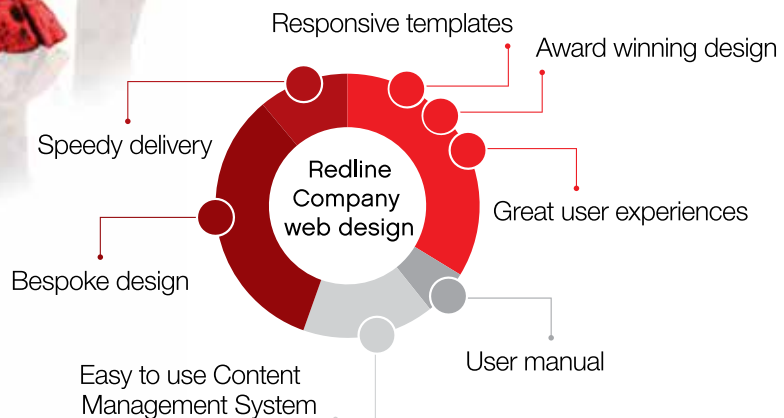 Responsive templates
Award winning design
Speedy delivery
Redline
Company
web design
Great user experiences
Bespoke design
User manual
Easy to use Content
Management System